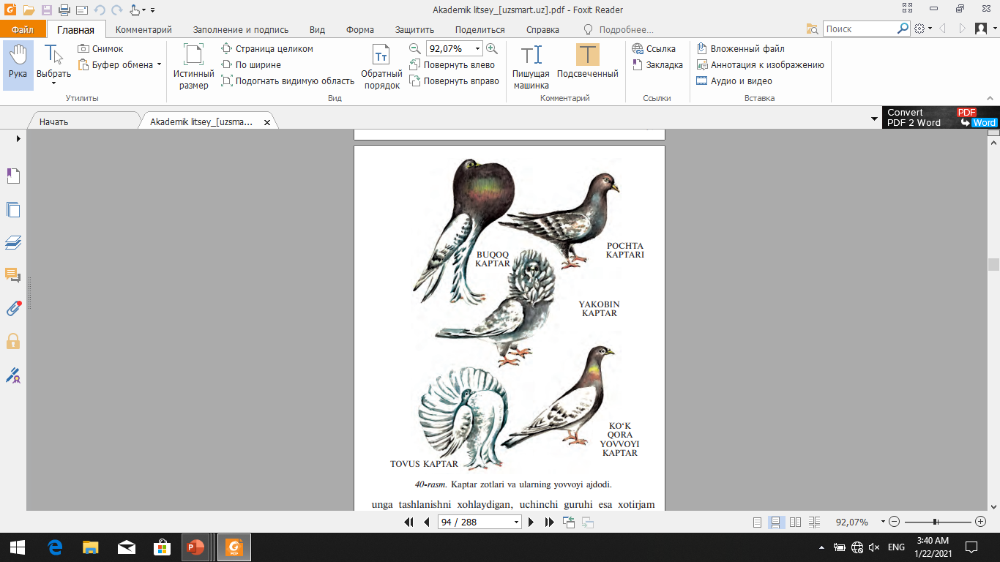 Akademik litsey_[uzsmart.uz].pdf - Foxit Reader
Файл
Главная
Комментарий
Заполнение и подпись
Вид
Форма
Защитить
Поделиться
Справка
Подробнее...
Поиск
Рука
Выбрать
Снимок
Буфер обмена
Утилиты
Истинный
размер
Страница целиком
По ширине
Подогнать видимую область
Обратный
порядок
92,07%
Повернуть влево
Повернуть вправо
Вид
Пишущая
машинка
Подсвеченный
Комментарий
Ссылка
Закладка
Ссылки
Вложенный файл
Аннотация к изображению
Аудио и видео
Вставка
Начать
Akademik litsey_[uzsma...
Convert PDF
PDF 2 Word Word
BUQOQ
KAPTAR
POCHTA
KAPTARI
YAKOBIN
KAPTAR
KO‘K
QORA
YOVVOYI
KAPTAR
TOVUS KAPTAR
40-rasm. Kaptar zotlari va ularning yovvoyi ajdodi.
unga tashlanishni xohlaydigan, uchinchi guruhi esa xotirjam
94 / 288
92,07%
ENG
3:40 AM
1/22/2021